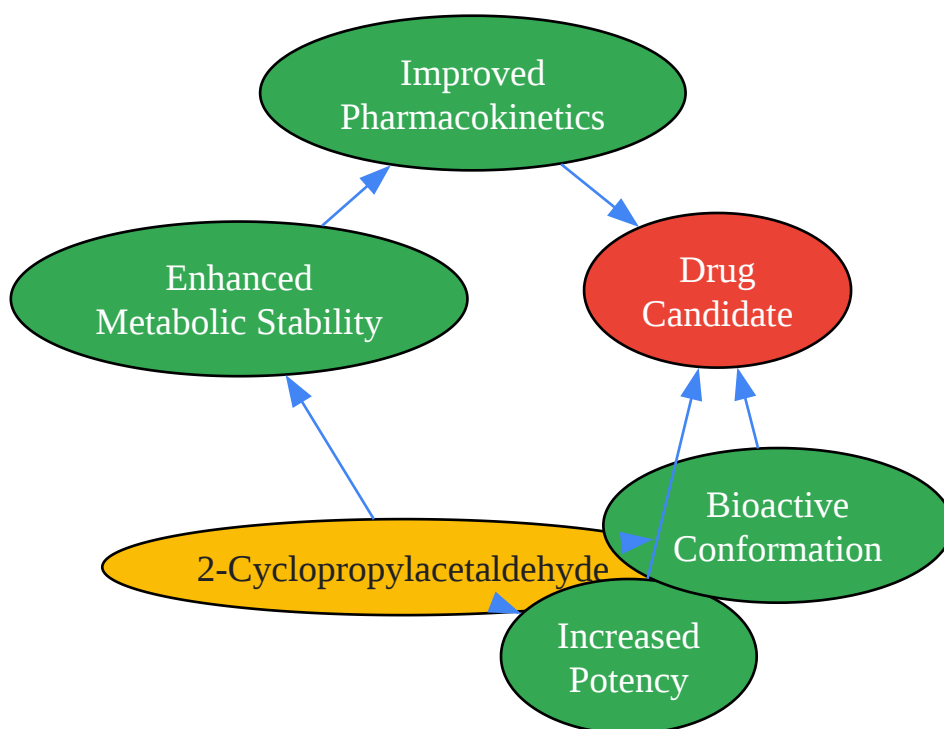 Improved
Pharmacokinetics
Enhanced
Metabolic Stability
Drug
Candidate
Bioactive
Conformation
2-Cyclopropylacetaldehyde
Increased
Potency